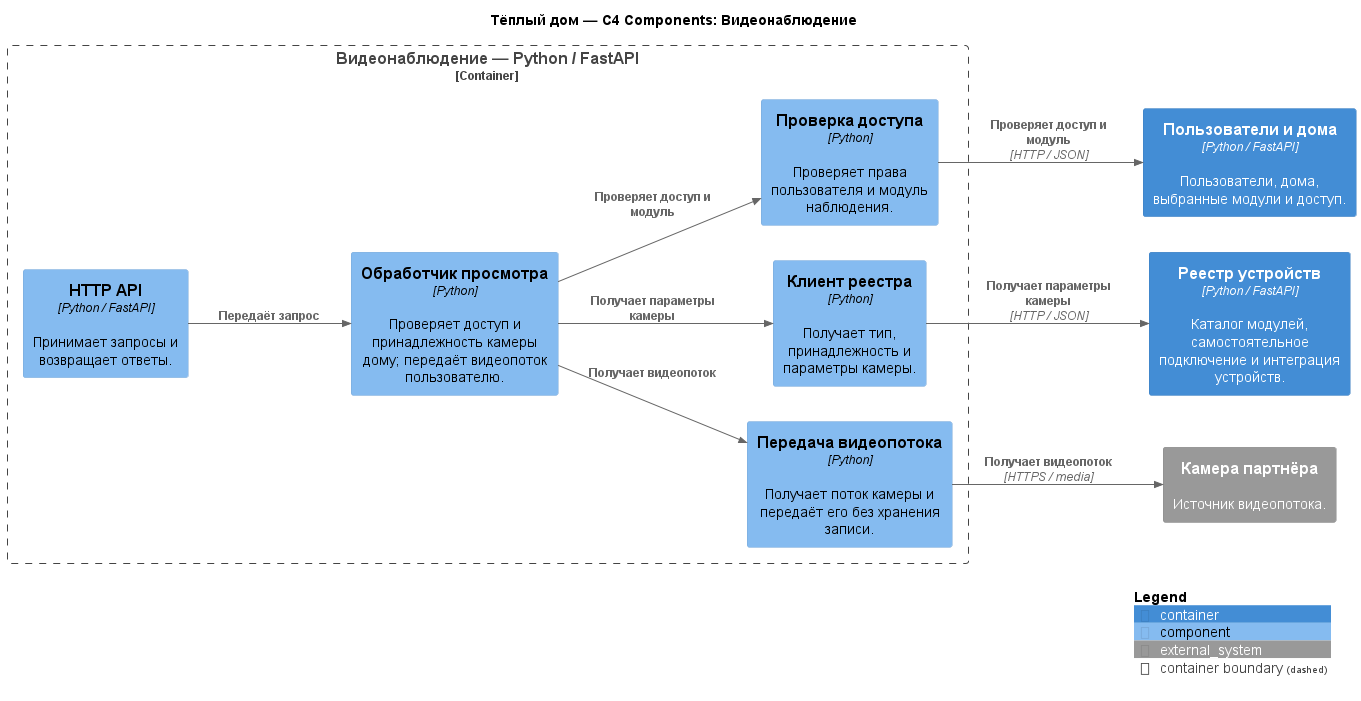 Тёплый дом — C4 Components: Видеонаблюдение
Видеонаблюдение — Python / FastAPI
[Container]
HTTP API
[Python / FastAPI]
Принимает запросы и
возвращает ответы.
Передаёт запрос
Обработчик просмотра
[Python]
Проверяет доступ и
принадлежность камеры
дому; передаёт видеопоток
пользователю.
Проверяет доступ и
модуль
Получает параметры
камеры
Получает видеопоток
Проверка доступа
[Python]
Проверяет права
пользователя и модуль
наблюдения.
Клиент реестра
[Python]
Получает тип,
принадлежность и
параметры камеры.
Передача видеопотока
[Python]
Получает поток камеры и
передаёт его без хранения
записи.
Проверяет доступ и
модуль
[HTTP / JSON]
Получает параметры
камеры
[HTTP / JSON]
Получает видеопоток
[HTTPS / media]
Пользователи и дома
[Python / FastAPI]
Пользователи, дома,
выбранные модули и доступ.
Реестр устройств
[Python / FastAPI]
Каталог модулей,
самостоятельное
подключение и интеграция
устройств.
Камера партнёра
Источник видеопотока.
Legend
container
component
external_system
container boundary (dashed)